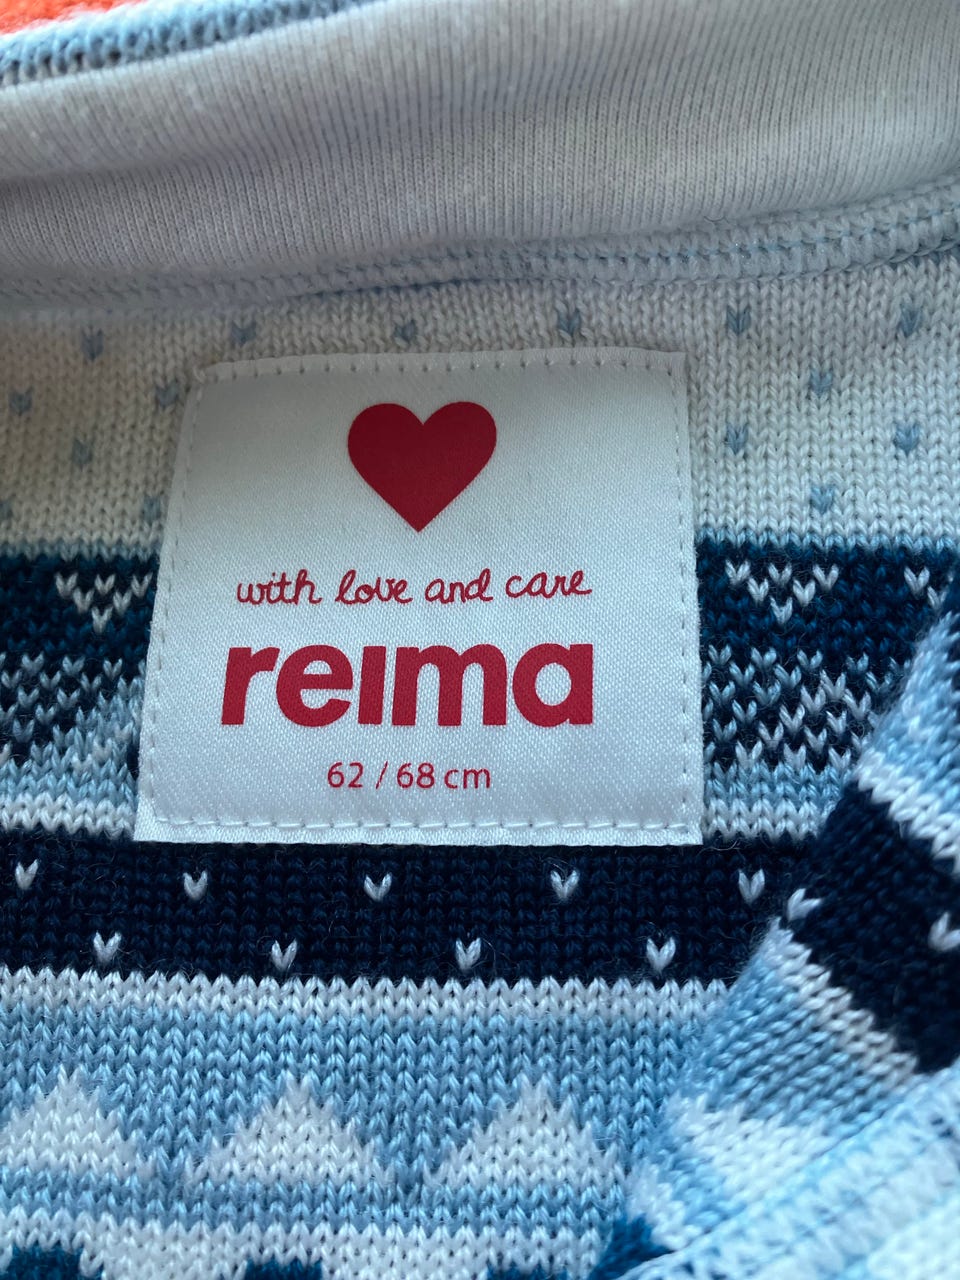 with love and care
reima
62 / 68 cm